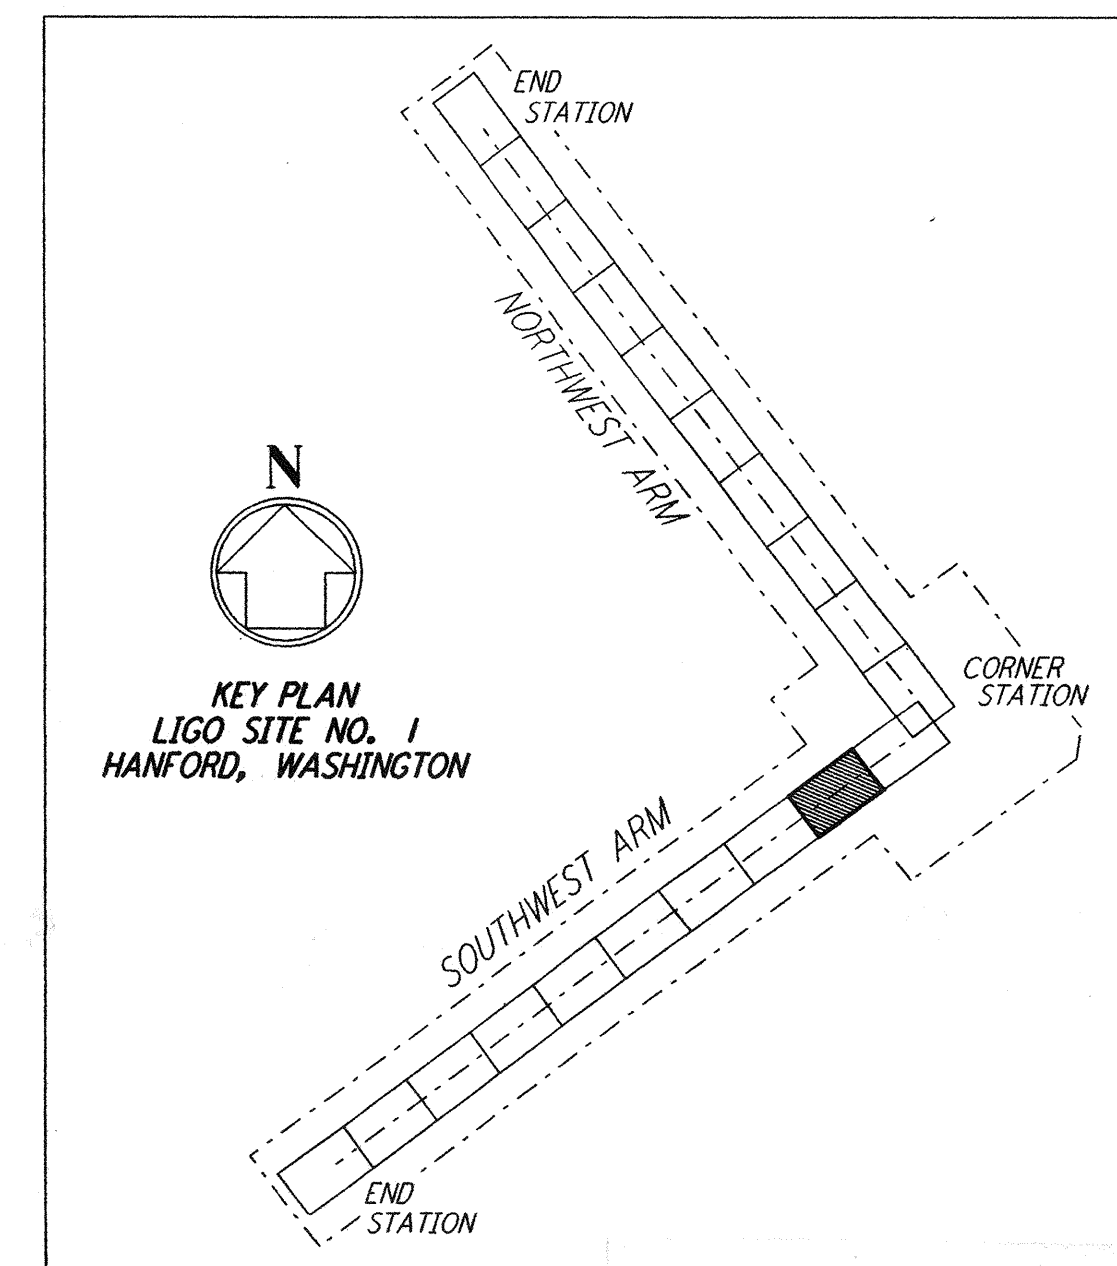 END
STATION
NORTHWEST ARM
N
KEY PLAN
LIGO SITE NO. 1
HANFORD, WASHINGTON
CORNER
STATION
SOUTHWEST ARM
END
STATION